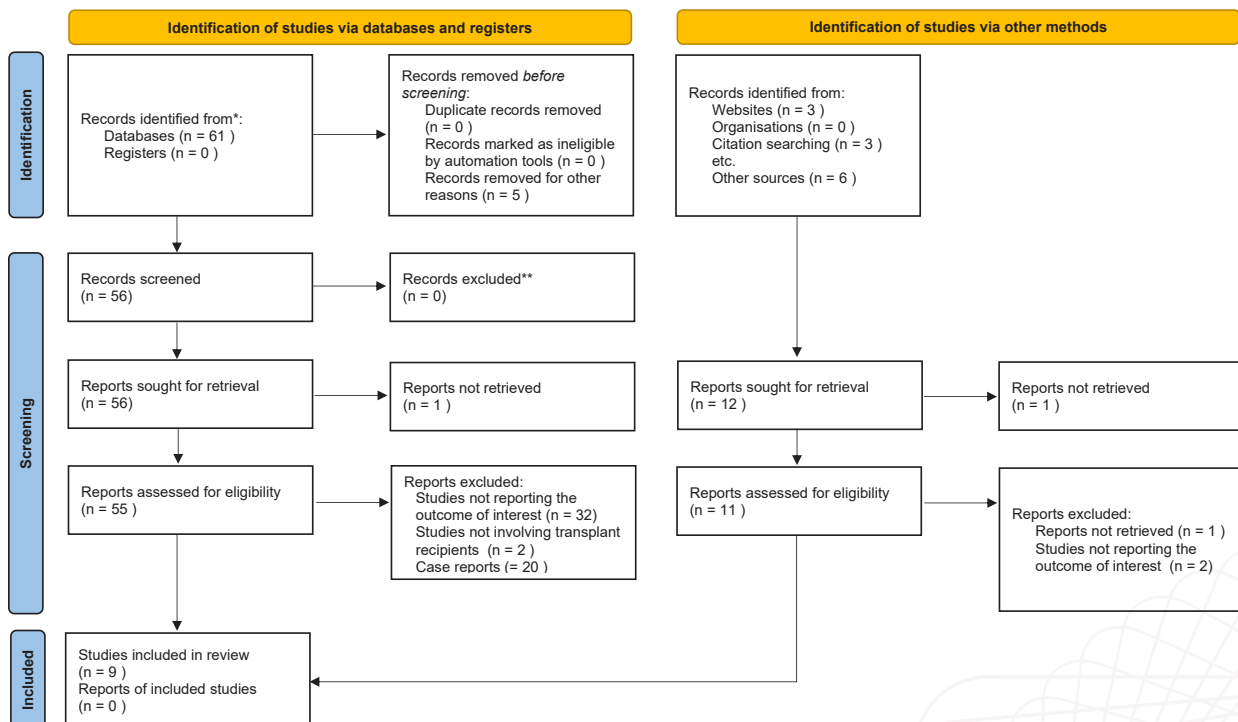 Identification of studies via databases and registers
Identification of studies via other methods
Identification
Records identified from*:
Databases (n = 61 )
Registers (n = 0 )
Records removed before
screening:
Duplicate records removed
(n = 0 )
Records marked as ineligible
by automation tools (n = 0 )
Records removed for other
reasons (n = 5 )
Records identified from:
Websites (n = 3 )
Organisations (n = 0 )
Citation searching (n = 3 )
etc.
Other sources (n = 6 )
Screening
Records screened
(n = 56)
Records excluded**
(n = 0)
Reports sought for retrieval
(n = 56)
Reports not retrieved
(n = 1 )
Reports sought for retrieval
(n = 12 )
Reports not retrieved
(n = 1 )
Reports assessed for eligibility
(n = 55 )
Reports excluded:
Studies not reporting the
outcome of interest (n = 32)
Studies not involving transplant
recipients (n = 2 )
Case reports (= 20 )
Reports assessed for eligibility
(n = 11 )
Reports excluded:
Reports not retrieved (n = 1 )
Studies not reporting the
outcome of interest (n = 2)
Included
Studies included in review
(n = 9 )
Reports of included studies
(n = 0 )